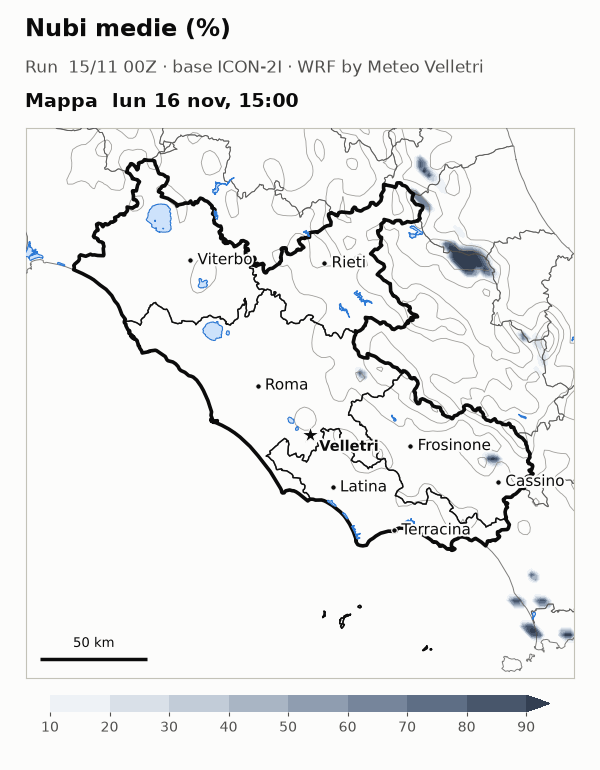 Nubi medie (%)
Run 15/11 00Z · base ICON-2I · WRF by Meteo Velletri
Mappa lun 16 nov, 15:00
Viterbo
Rieti
Roma
Velletri
Frosinone
Latina
Cassino
Terracina
50 km
10 20 30 40 50 60 70 80 90